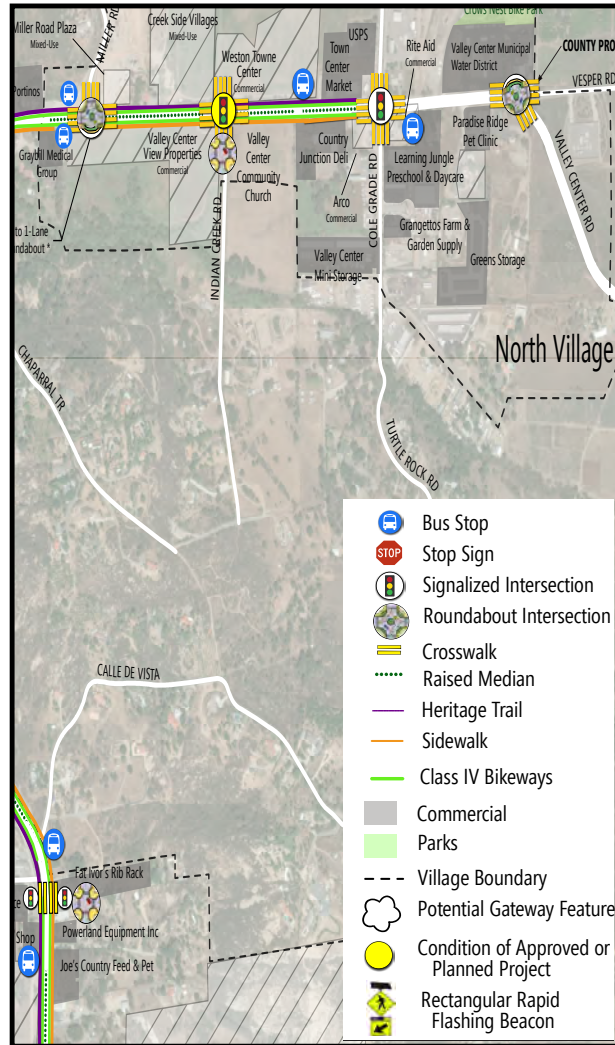 Crows Nest Bike Park
Miller Road Plaza
Mixed-Use
MILLER RD
Creek Side Villages
Mixed-Use
Weston Towne
Center
Commercial
USPS
Town
Center
Market
Rite Aid
Commercial
Valley Center Municipal
Water District
COUNTY PRO
VESPER RD
Portinos
Graybill Medical
Group
Valley Center
View Properties
Commercial
Valley
Center
Community
Church
Country
Junction Deli
Arco
Commercial
Learning Jungle
Preschool & Daycare
Paradise Ridge
Pet Clinic
VALLEY CENTER RD
to 1-Lane
ndabout *
INDIAN CREEK RD
COLE GRADE RD
Grangettos Farm &
Garden Supply
Valley Center
Mini Storage
Greens Storage
North Village
CHAPARRAL TR
TURTLE ROCK RD
CALLE DE VISTA
Fat Ivor's Rib Rack
ce
Powerland Equipment Inc
Shop
Joe's Country Feed & Pet
Bus Stop
STOP
Stop Sign
Signalized Intersection
Roundabout Intersection
Crosswalk
Raised Median
Heritage Trail
Sidewalk
Class IV Bikeways
Commercial
Parks
Village Boundary
Potential Gateway Feature
Condition of Approved or
Planned Project
Rectangular Rapid
Flashing Beacon